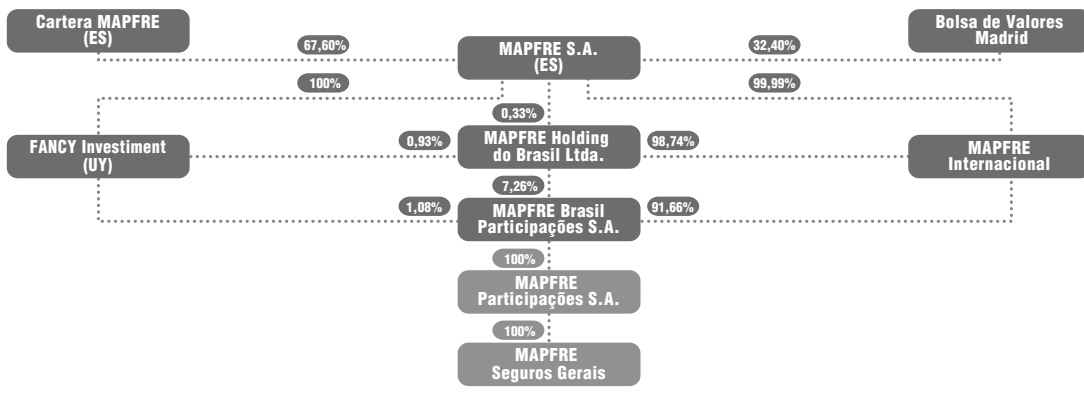 Cartera MAPFRE
(ES)
Bolsa de Valores
Madrid
67,60%
MAPFRE S.A.
(ES)
32,40%
100%
99,99%
0,33%
FANCY Investiment
(UY)
0,93%
MAPFRE Holding
do Brasil Ltda.
98,74%
MAPFRE
Internacional
7,26%
1,08%
MAPFRE Brasil
Participações S.A.
91,66%
100%
MAPFRE
Participações S.A.
100%
MAPFRE
Seguros Gerais